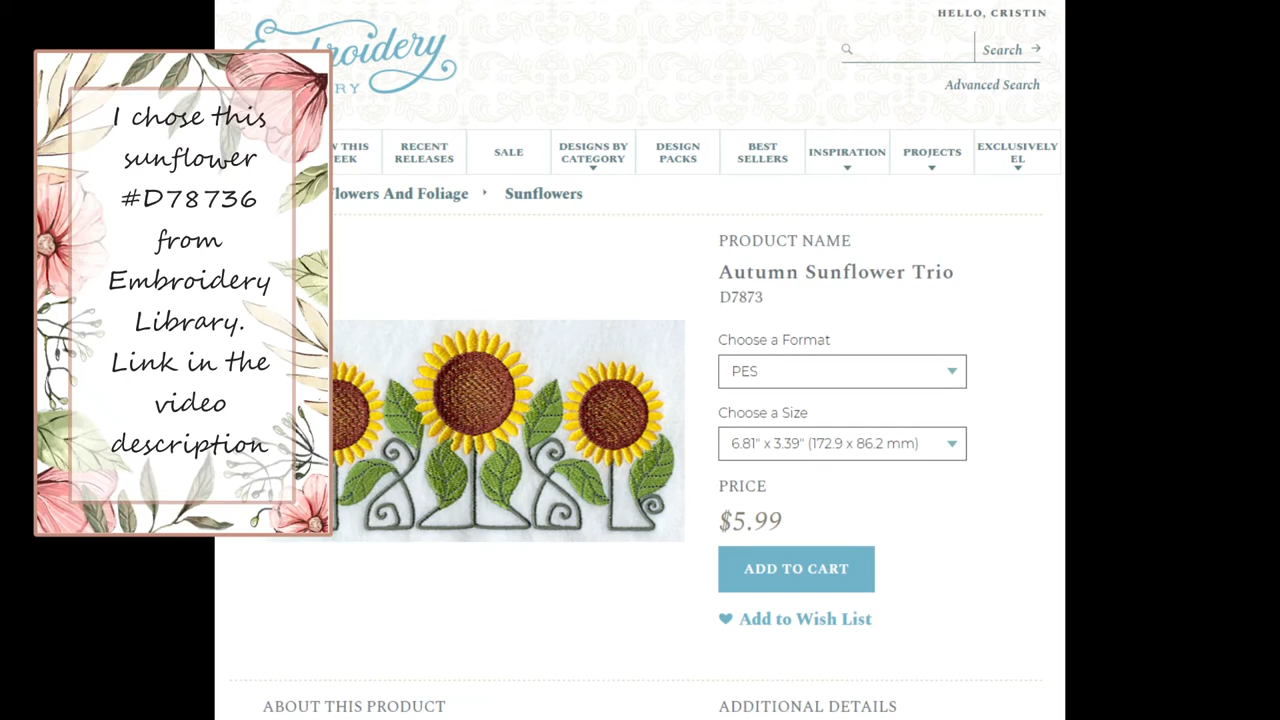 HELLO, CRISTIN
Search →
Advanced Search
RECENT RELEASES
SALE
DESIGNS BY CATEGORY
DESIGN PACKS
BEST SELLERS
INSPIRATION
PROJECTS
EXCLUSIVELY EL
Sunflowers
I chose this
sunflower
#D78736
from
Embroidery
Library.
Link in the
video
description
PRODUCT NAME
Autumn Sunflower Trio
D7873
Choose a Format
PES
Choose a Size
6.81" x 3.39" (172.9 x 86.2 mm)
PRICE
$5.99
ADD TO CART
Add to Wish List
ABOUT THIS PRODUCT
ADDITIONAL DETAILS